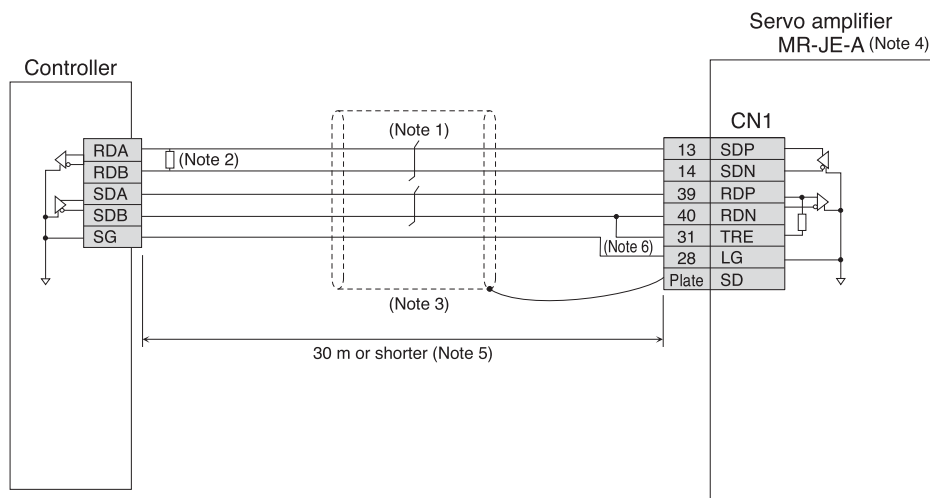 Servo amplifier
MR-JE-A (Note 4)
Controller
CN1
RDA
RDB
SDA
SDB
SG
(Note 1)
(Note 2)
(Note 3)
(Note 6)
13 SDP
14 SDN
39 RDP
40 RDN
31 TRE
28 LG
Plate SD
30 m or shorter (Note 5)